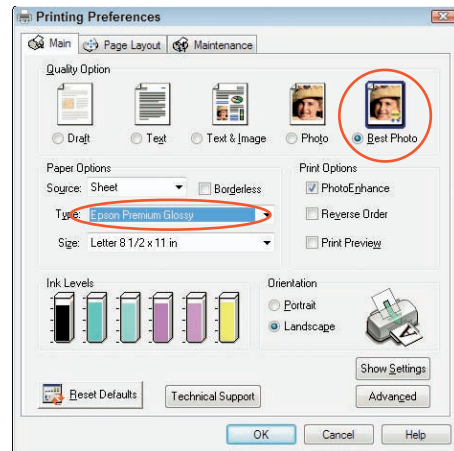 Printing Preferences
Main Page Layout Maintenance
Quality Option
Draft Text Text & Image Photo Best Photo
Paper Options
Source: Sheet Borderless
Type: Epson Premium Glossy
Size: Letter 8 1/2 x 11 in
Print Options
PhotoEnhance
Reverse Order
Print Preview
Ink Levels
Orientation
Portrait
Landscape
A
Show Settings
Reset Defaults Technical Support Advanced
OK Cancel Help